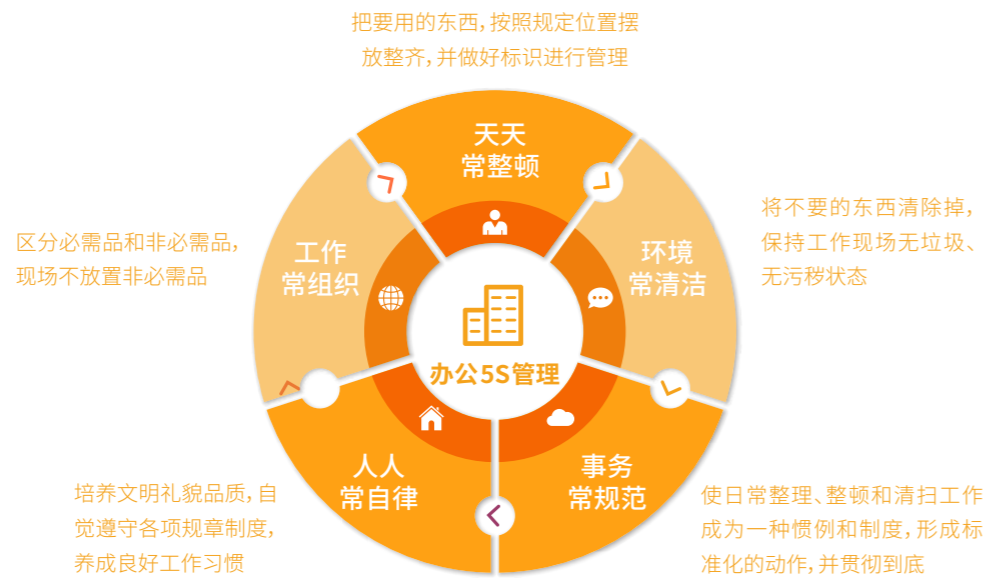 把要用的东西，按照规定位置摆
放整齐，并做好标识进行管理
天天
常整顿
区分必需品和非必需品，
现场不放置非必需品
工作
常组织
环境
常清洁
将不要的东西清除掉，
保持工作现场无垃圾、
无污秽状态
办公5S管理
人人
常自律
事务
常规范
培养文明礼貌品质，自
觉遵守各项规章制度，
养成良好工作习惯
使日常整理、整顿和清扫工作
成为一种惯例和制度，形成标
准化的动作，并贯彻到底